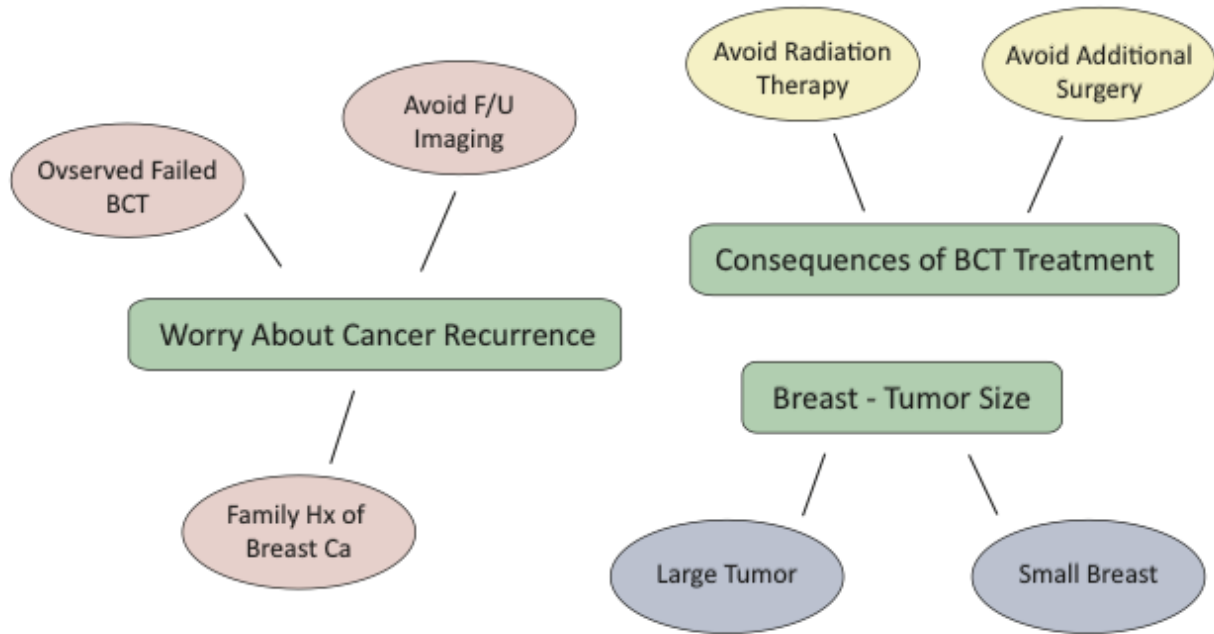 Ovserved Failed
BCT
Avoid F/U
Imaging
Worry About Cancer Recurrence
Family Hx of
Breast Ca
Avoid Radiation
Therapy
Avoid Additional
Surgery
Consequences of BCT Treatment
Breast - Tumor Size
Large Tumor
Small Breast